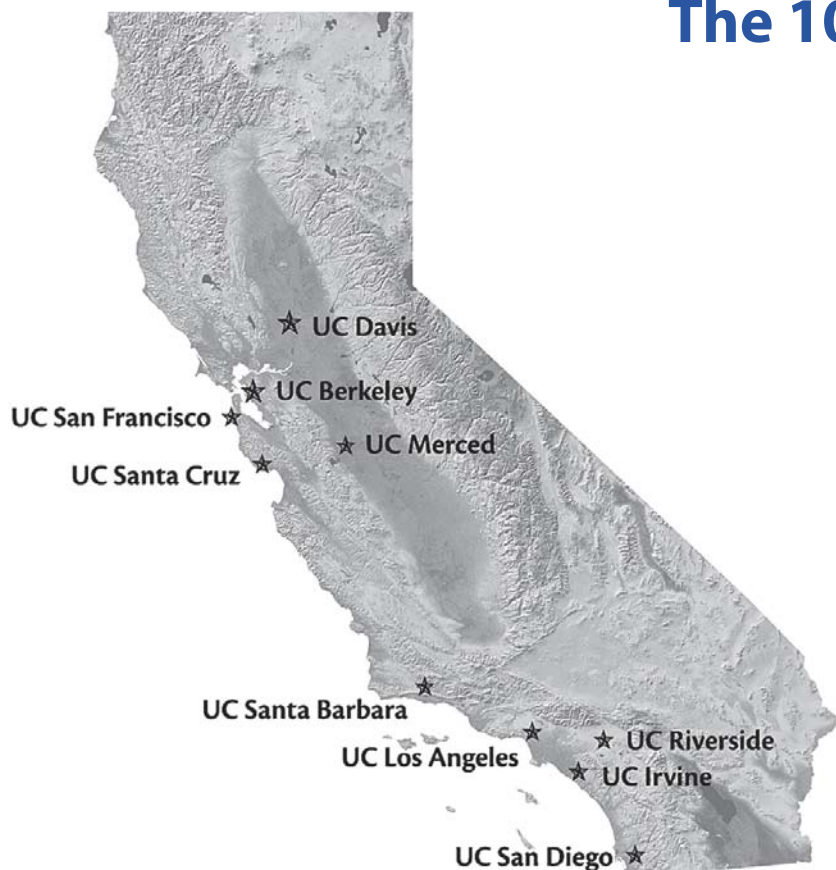 The 10
UC Davis
UC Berkeley
UC San Francisco
UC Merced
UC Santa Cruz
UC Santa Barbara
UC Riverside
UC Los Angeles
UC Irvine
UC San Diego